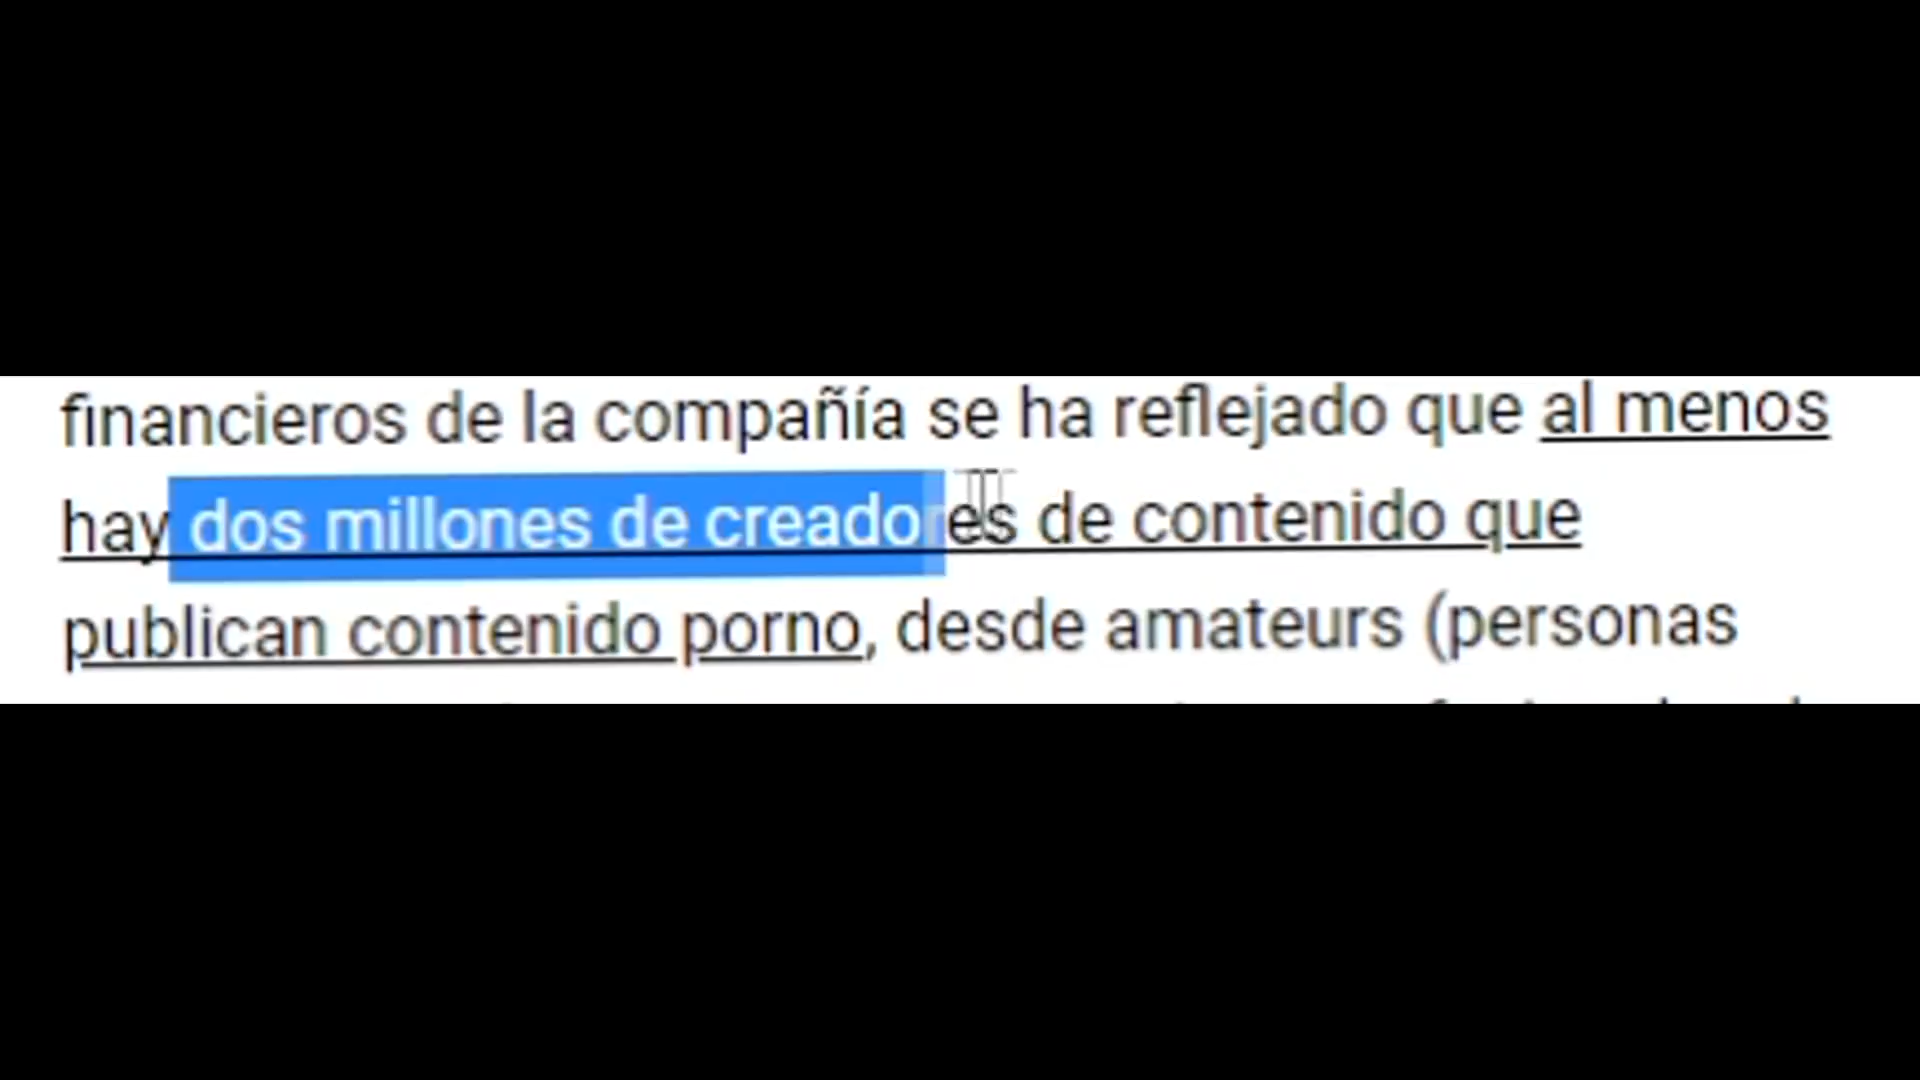 financieros de la compañía se ha reflejado que al menos
hay dos millones de creadores de contenido que
publican contenido porno, desde amateurs (personas